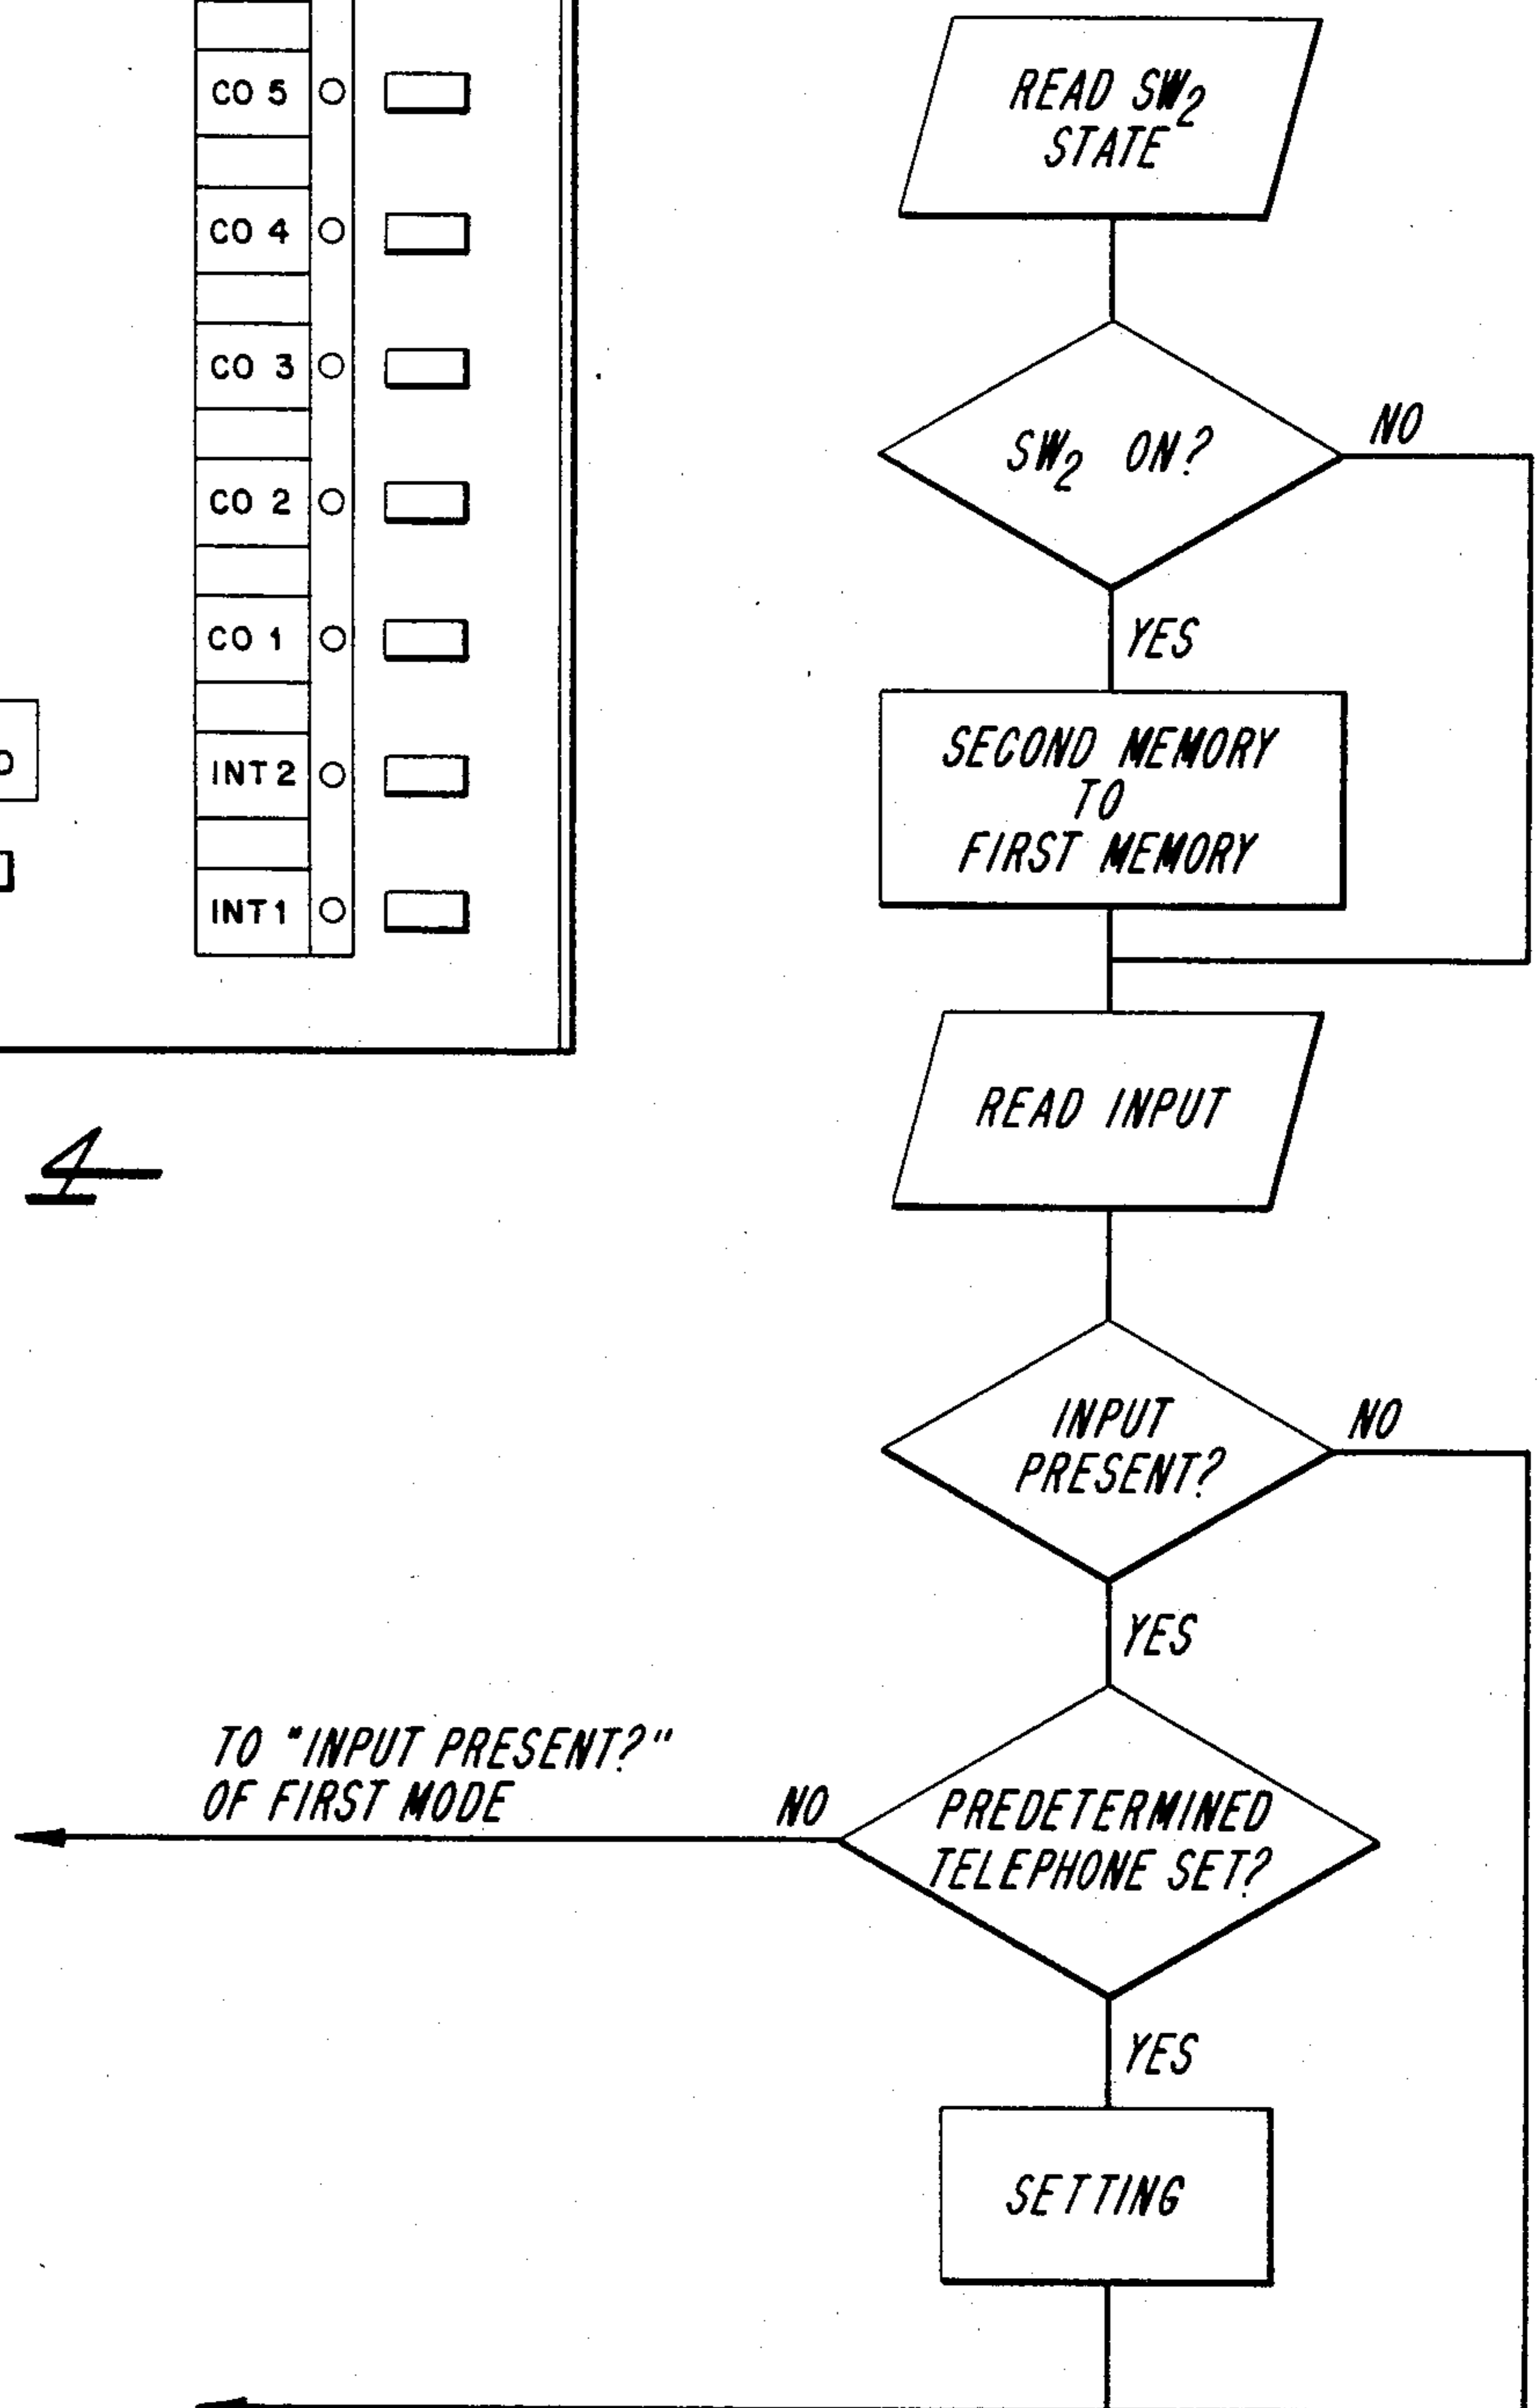 CO 5
CO 4
CO 3
CO 2
CO 1
INT 2
INT 1
4
READ SW2
STATE
SW2 ON?
NO
YES
SECOND MEMORY
TO
FIRST MEMORY
READ INPUT
INPUT
PRESENT?
NO
YES
TO "INPUT PRESENT?"
OF FIRST MODE
NO
PREDETERMINED
TELEPHONE SET?
YES
SETTING